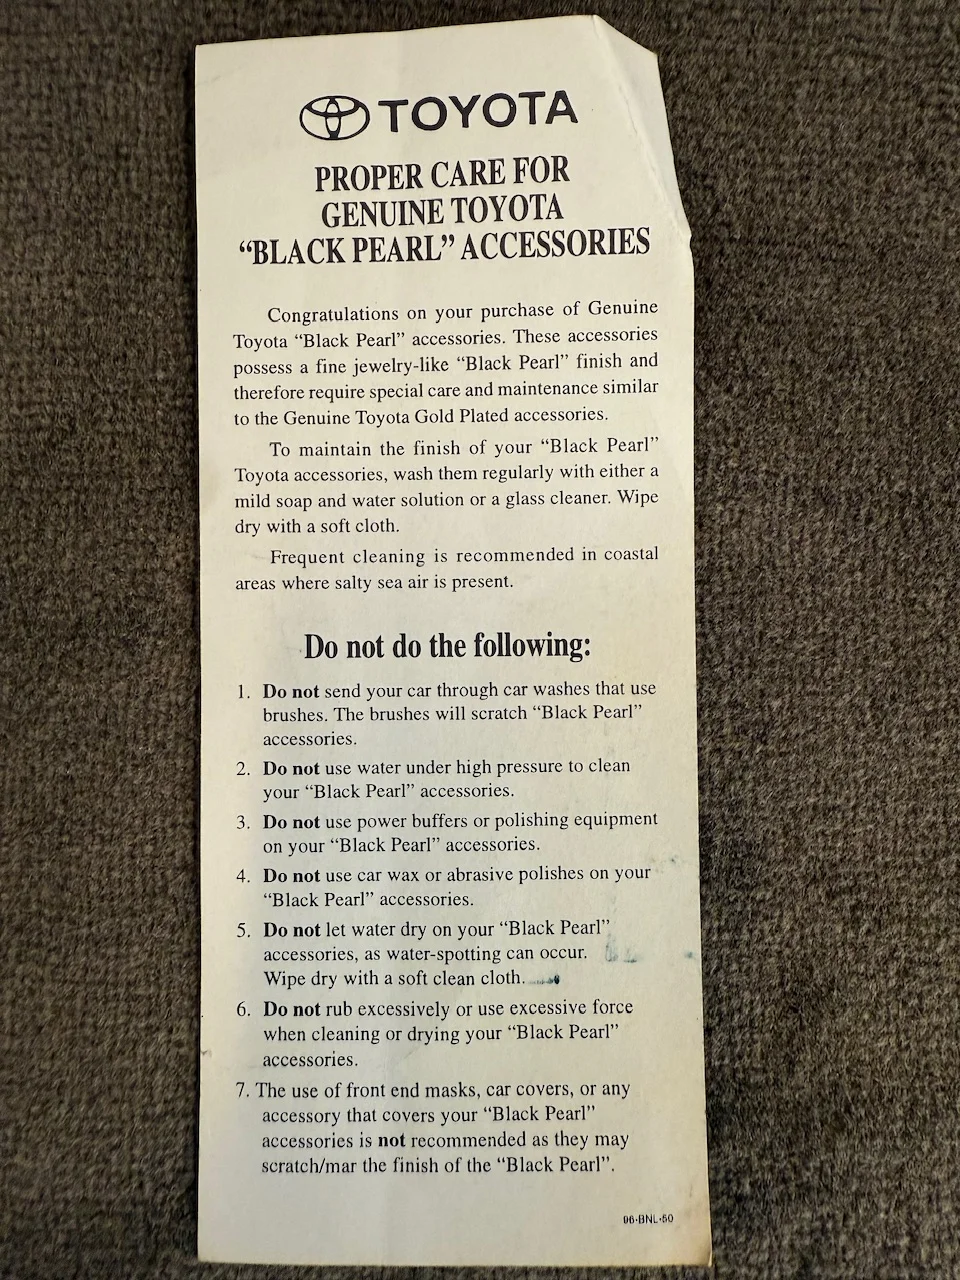 TOYOTA
PROPER CARE FOR
GENUINE TOYOTA
“BLACK PEARL” ACCESSORIES
Congratulations on your purchase of Genuine
Toyota “Black Pearl” accessories. These accessories
possess a fine jewelry-like “Black Pearl” finish and
therefore require special care and maintenance similar
to the Genuine Toyota Gold Plated accessories.
To maintain the finish of your “Black Pearl”
Toyota accessories, wash them regularly with either a
mild soap and water solution or a glass cleaner. Wipe
dry with a soft cloth.
Frequent cleaning is recommended in coastal
areas where salty sea air is present.
Do not do the following:
1. Do not send your car through car washes that use
brushes. The brushes will scratch “Black Pearl”
accessories.
2. Do not use water under high pressure to clean
your “Black Pearl” accessories.
3. Do not use power buffers or polishing equipment
on your “Black Pearl” accessories.
4. Do not use car wax or abrasive polishes on your
“Black Pearl” accessories.
5. Do not let water dry on your “Black Pearl”
accessories, as water-spotting can occur.
Wipe dry with a soft clean cloth.
6. Do not rub excessively or use excessive force
when cleaning or drying your “Black Pearl”
accessories.
7. The use of front end masks, car covers, or any
accessory that covers your “Black Pearl”
accessories is not recommended as they may
scratch/mar the finish of the “Black Pearl”.
96-BNL-50